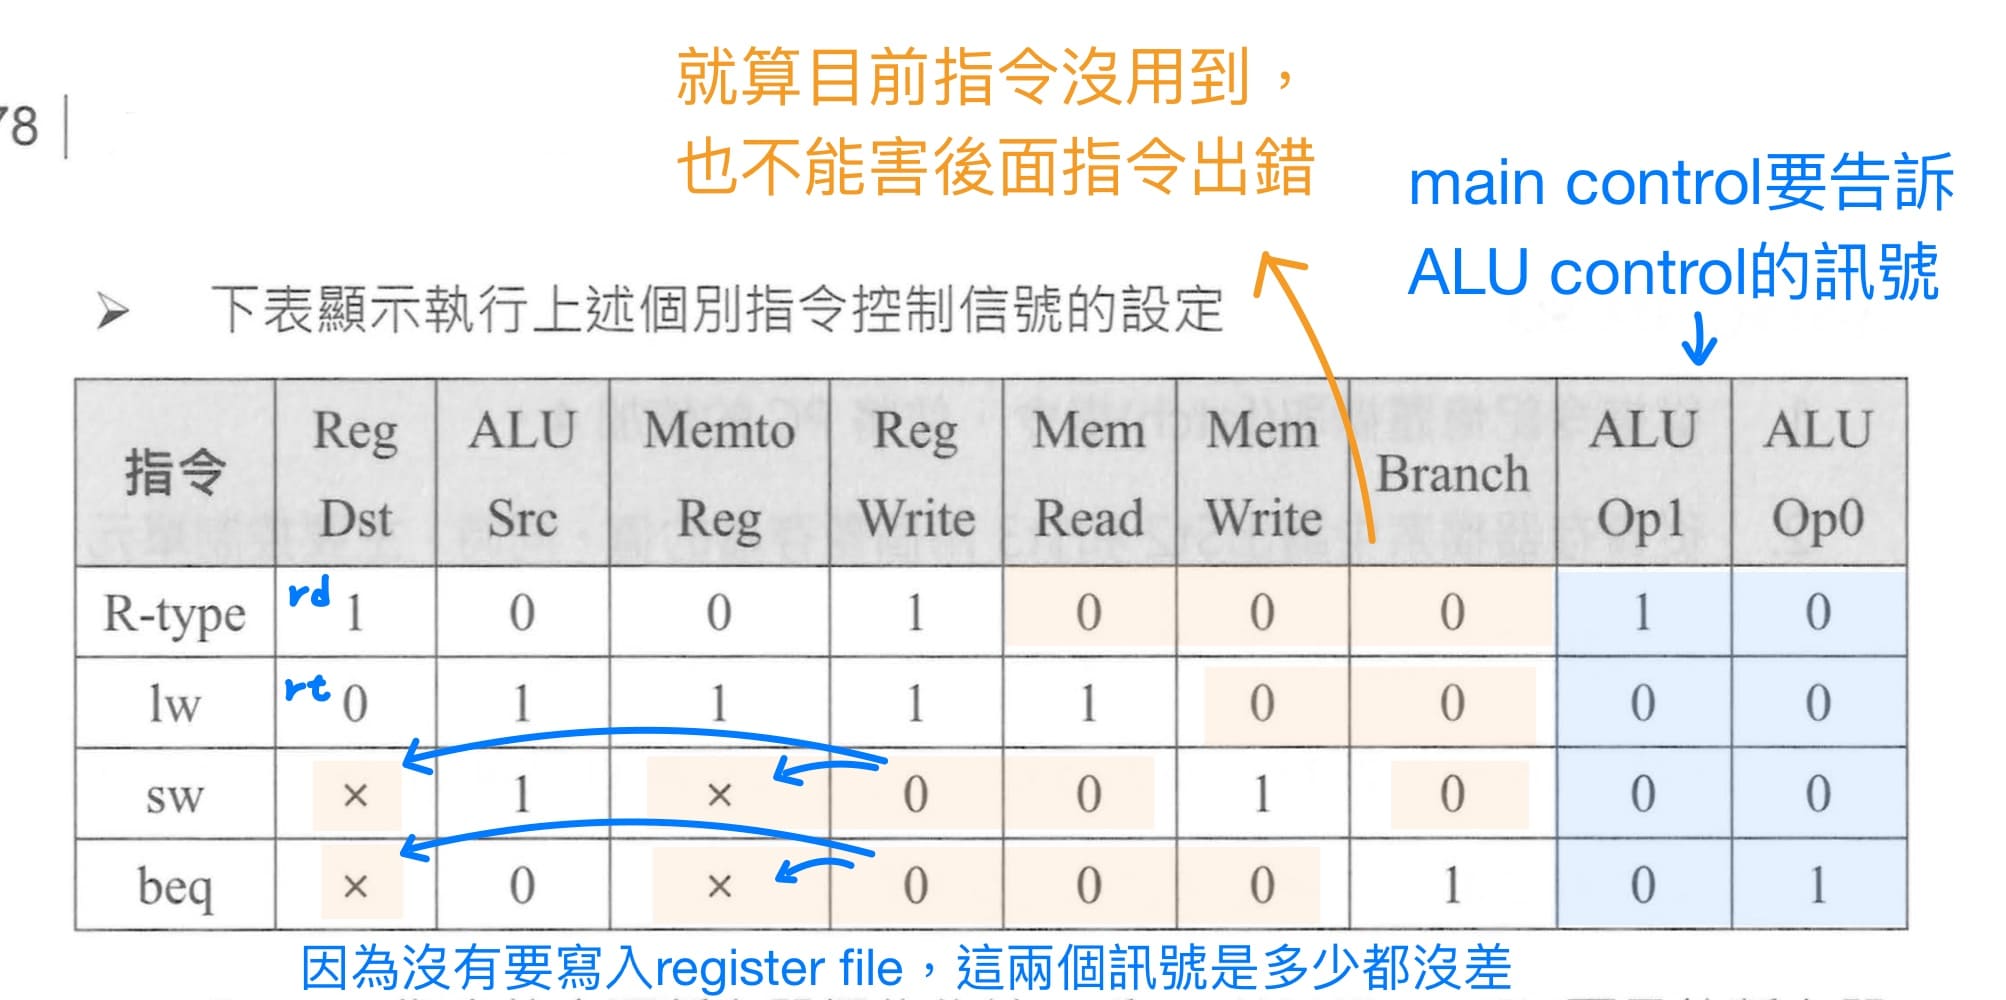 就算目前指令沒用到，
也不能害後面指令出錯
78
main control要告訴
ALU control的訊號
➢ 下表顯示執行上述個別指令控制信號的設定
指令 Reg Dst ALU Src Memto Reg Reg Write Mem Read Mem Write Branch ALU Op1 ALU Op0
R-type rd 1 0 0 1 0 0 0 1 0
lw rt 0 1 1 1 1 0 0 0 0
sw × 1 × 0 0 1 0 0 0
beq × 0 × 0 0 0 1 0 1
因為沒有要寫入register file，這兩個訊號是多少都沒差